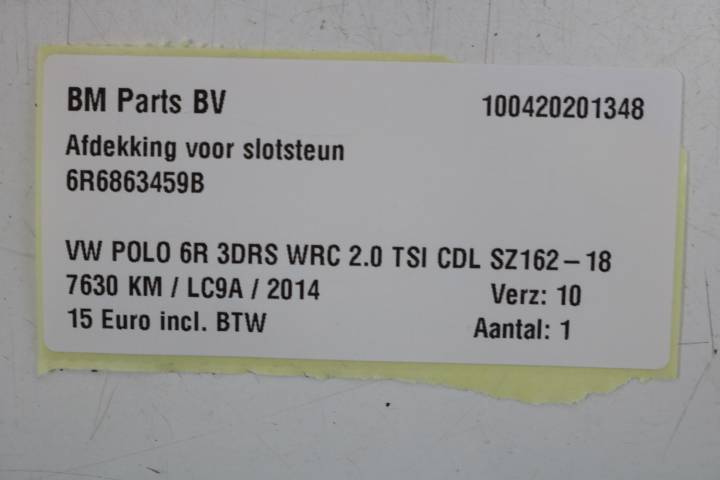 BM Parts BV 100420201348
Afdekking voor slotsteun
6R6863459B
VW POLO 6R 3DRS WRC 2.0 TSI CDL SZ162-18
7630 KM / LC9A / 2014 Verz: 10
15 Euro incl. BTW Aantal: 1